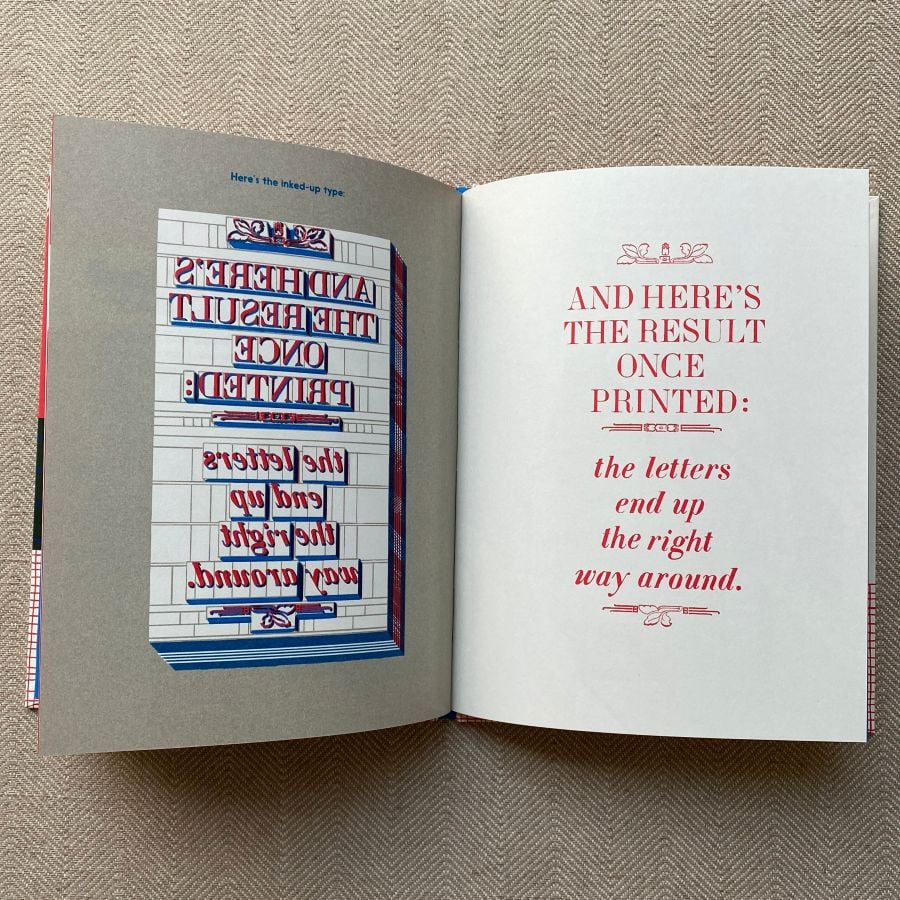 Here's the inked-up type:
AND HERE'S
THE RESULT
ONCE
PRINTED:
the letters
end up
the right
way around.
AND HERE'S
THE RESULT
ONCE
PRINTED:
the letters
end up
the right
way around.